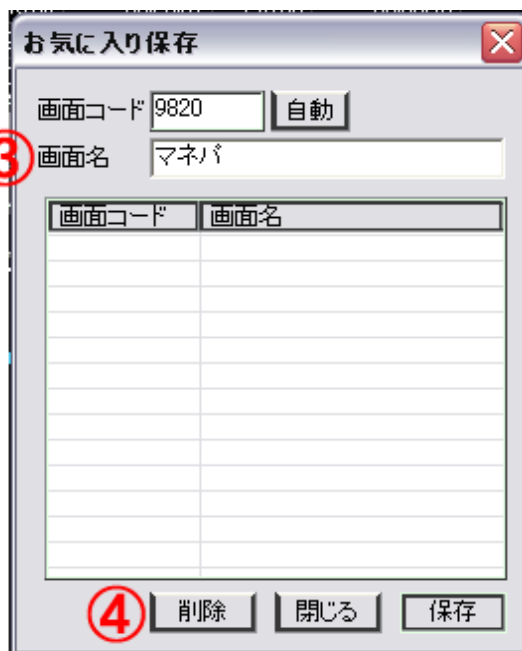 お気に入り保存
画面コード 9820 自動
③ 画面名 マネパ
画面コード 画面名
④ 削除 閉じる 保存